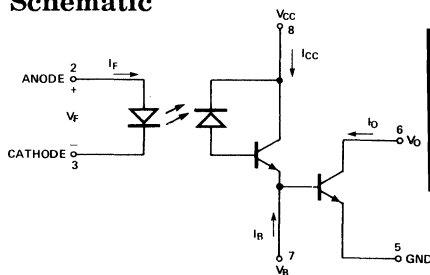 Schematic
VCC
8
ICC
2
IF
ANODE
+
VF
CATHODE
–
3
IO
6
VO
IB
7
VB
5
GND